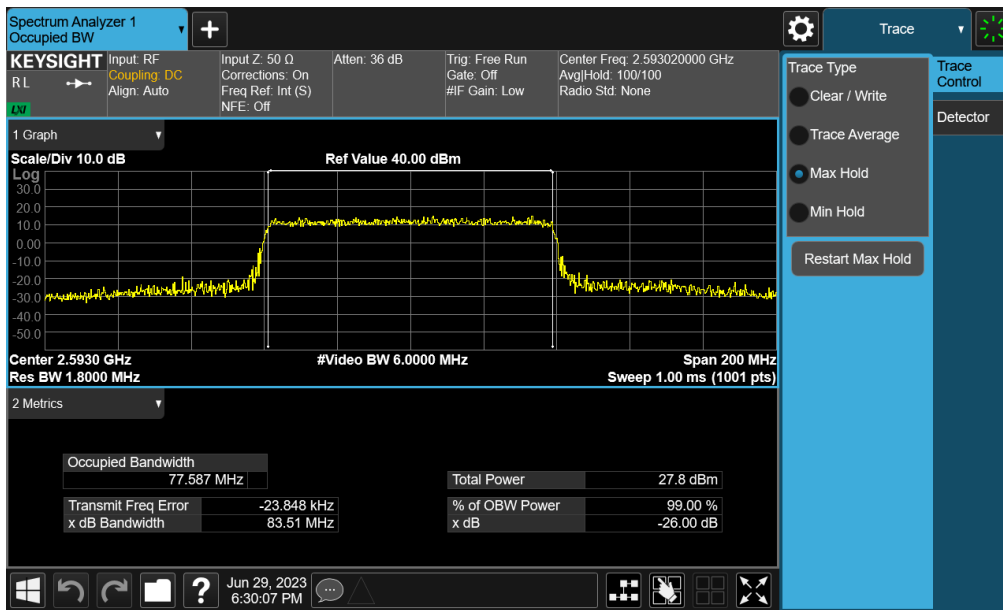 Spectrum Analyzer 1
Occupied BW
Trace
KEYSIGHT
R L
LXI
Input: RF
Coupling: DC
Align: Auto
Input Z: 50 Ω
Corrections: On
Freq Ref: Int (S)
NFE: Off
Atten: 36 dB
Trig: Free Run
Gate: Off
#IF Gain: Low
Center Freq: 2.593020000 GHz
Avg|Hold: 100/100
Radio Std: None
Trace Type
Clear / Write
Trace Average
Max Hold
Min Hold
Restart Max Hold
Trace
Control
Detector
1 Graph
Scale/Div 10.0 dB
Ref Value 40.00 dBm
Log
30.0
20.0
10.0
0.00
-10.0
-20.0
-30.0
-40.0
-50.0
Center 2.5930 GHz
#Video BW 6.0000 MHz
Span 200 MHz
Res BW 1.8000 MHz
Sweep 1.00 ms (1001 pts)
2 Metrics
Occupied Bandwidth
77.587 MHz
Total Power 27.8 dBm
Transmit Freq Error -23.848 kHz
% of OBW Power 99.00 %
x dB Bandwidth 83.51 MHz
x dB -26.00 dB
?
Jun 29, 2023
6:30:07 PM